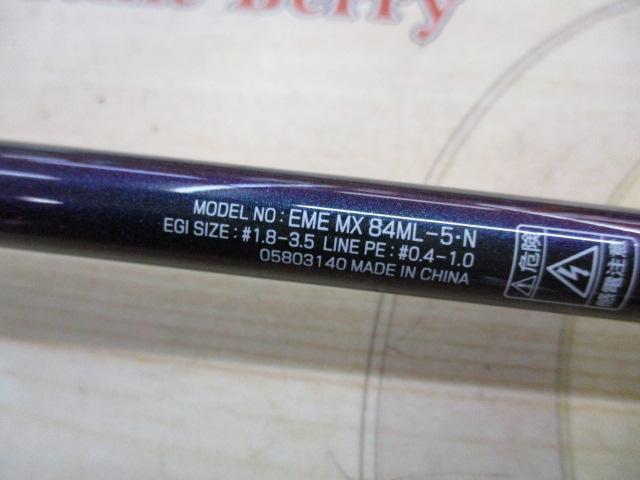 Berry
MODEL NO : EME MX 84ML-5·N
EGI SIZE : #1.8-3.5 LINE PE : #0.4-1.0
05803140 MADE IN CHINA
⚠危険
感電注意